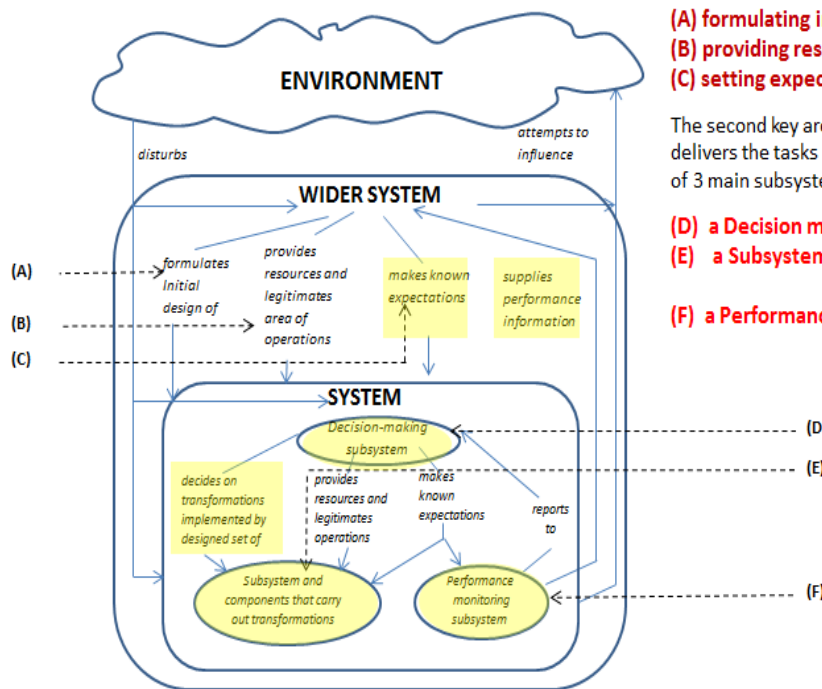 ENVIRONMENT
disturbs
attempts to
influence
WIDER SYSTEM
(A)
formulates
Initial
design of
(B)
provides
resources and
legitimates
area of
operations
(C)
makes known
expectations
supplies
performance
information
SYSTEM
Decision-making
subsystem
decides on
transformations
implemented by
designed set of
provides
resources and
legitimates
operations
makes
known
expectations
reports
to
Subsystem and
components that carry
out transformations
Performance
monitoring
subsystem
(D
(E)
(F)
(A) formulating i
(B) providing res
(C) setting expec
The second key are
delivers the tasks
of 3 main subsyste
(D) a Decision m
(E) a Subsystem
(F) a Performanc